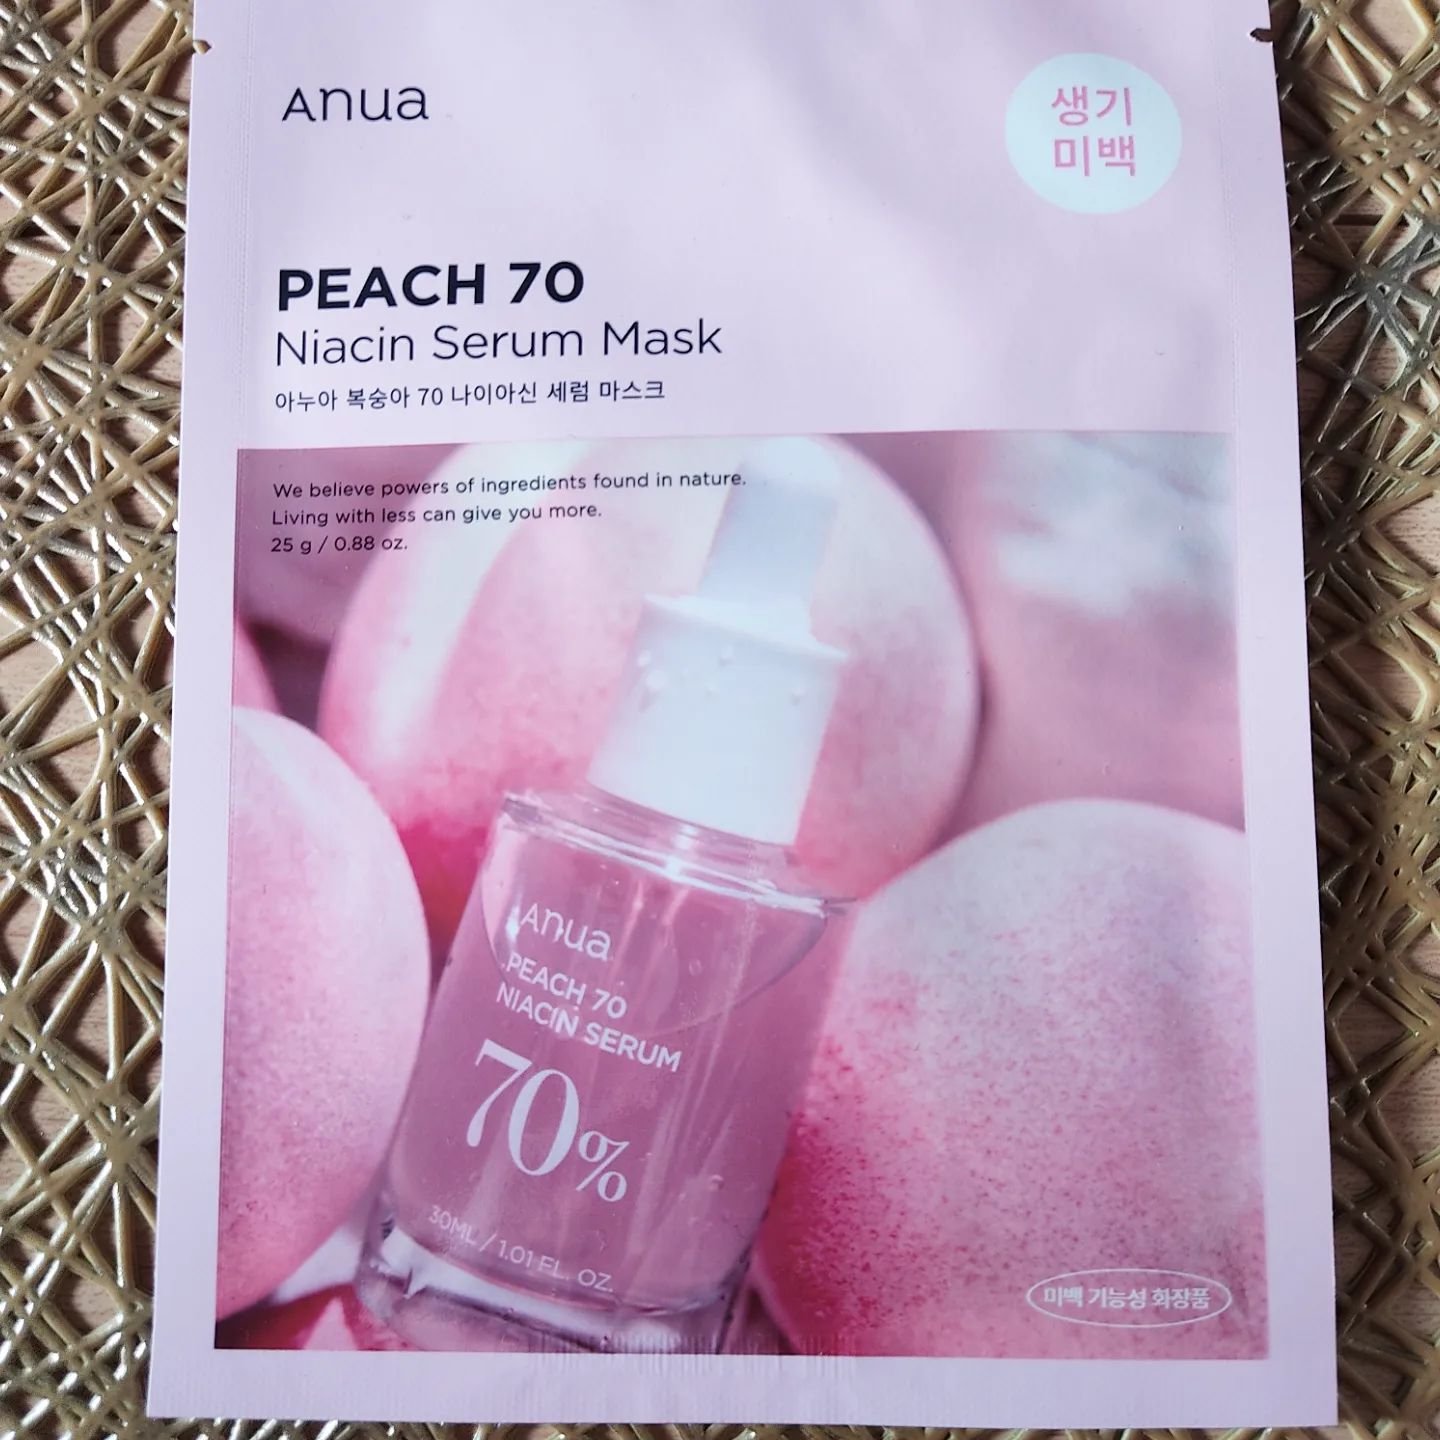 Anua
생기
미백
PEACH 70
Niacin Serum Mask
아누아 복숭아 70 나이아신 세럼 마스크
We believe powers of ingredients found in nature.
Living with less can give you more.
25 g / 0.88 oz.
Anua
PEACH 70
NIACIN SERUM
70%
30ML / 1.01 FL. OZ.
미백 기능성 화장품